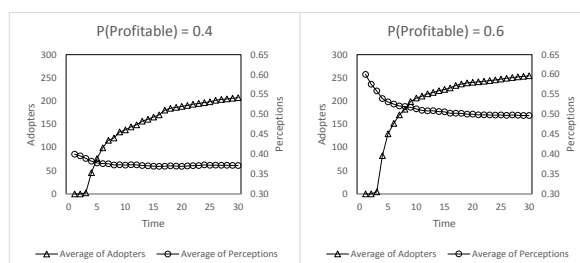 P(Profitable) = 0.4
300
250
200
150
100
50
0
Adopters
0.65
0.60
0.55
0.50
0.45
0.40
0.35
0.30
Perceptions
0 5 10 15 20 25 30
Time
Average of Adopters Average of Perceptions
P(Profitable) = 0.6
300
250
200
150
100
50
0
Adopters
0.65
0.60
0.55
0.50
0.45
0.40
0.35
0.30
Perceptions
0 5 10 15 20 25 30
Time
Average of Adopters Average of Perceptions